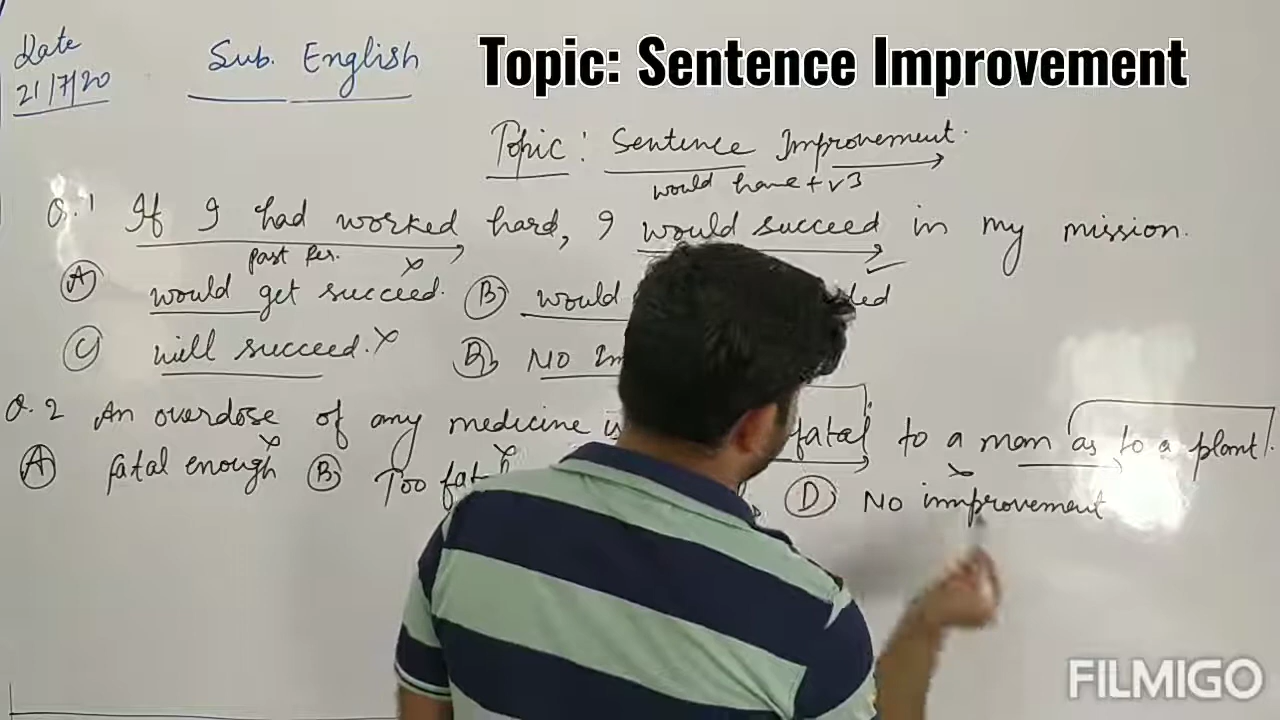 Topic: Sentence Improvement
Date
21/7/20
Sub. English
Topic: Sentence Improvement.
would have + v3
Q.1 If I had worked hard, I would succeed in my mission.
past Per.
A would get succeed. B would
C will succeed. D No
Q.2 An overdose of any medicine is fatal to a man as to a plant.
A fatal enough B Too
D No improvement
FILMIGO